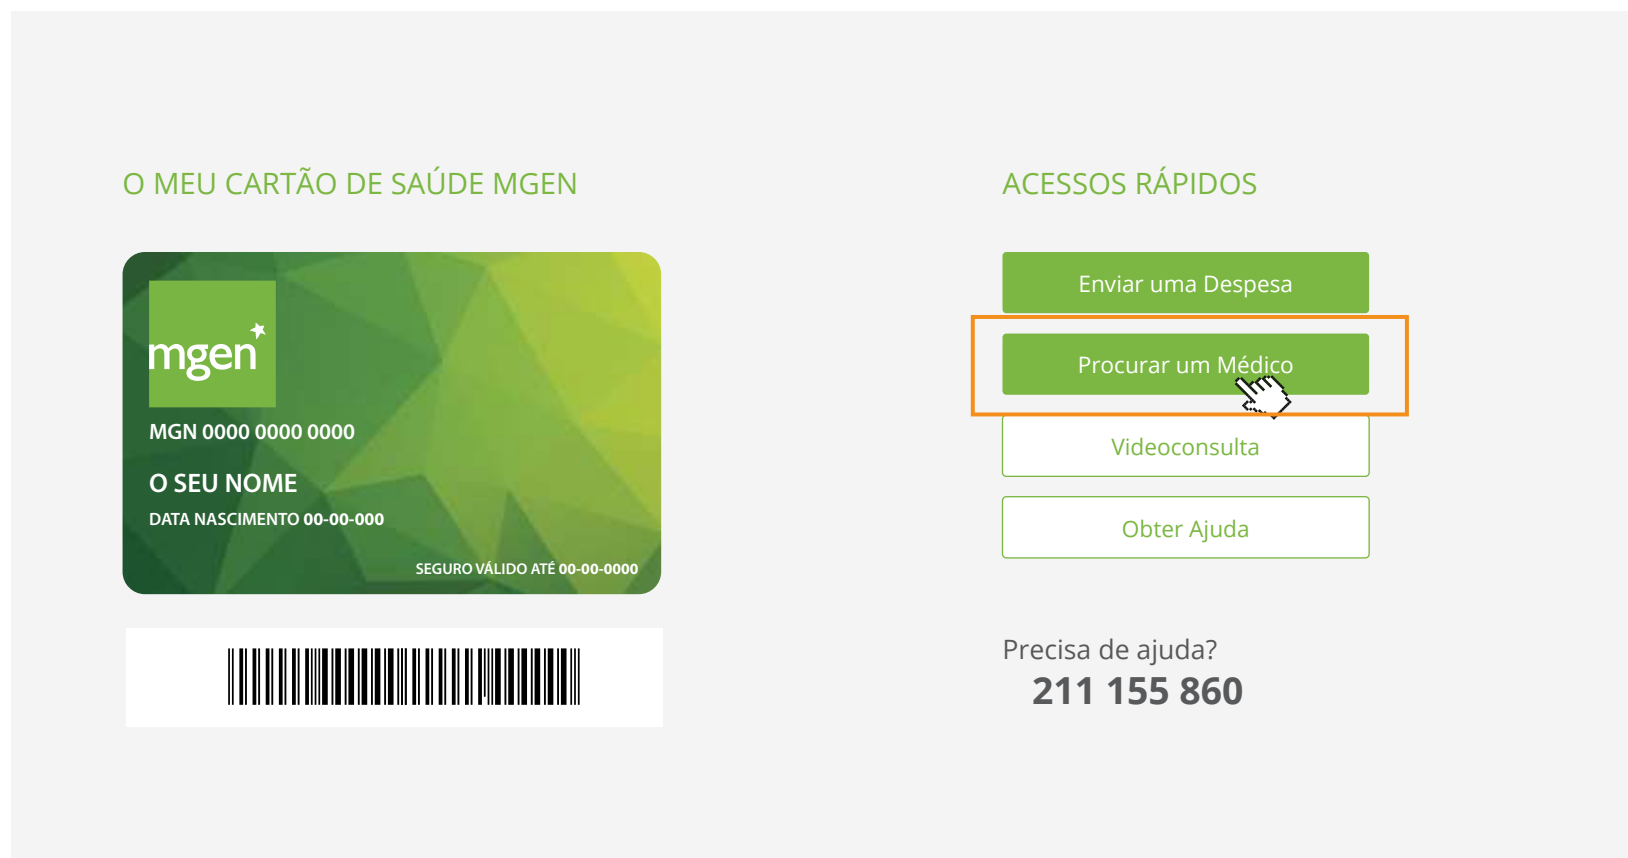 O MEU CARTÃO DE SAÚDE MGEN
mgen
MGN 0000 0000 0000
O SEU NOME
DATA NASCIMENTO 00-00-000
SEGURO VÁLIDO ATÉ 00-00-0000
ACESSOS RÁPIDOS
Enviar uma Despesa
Procurar um Médico
Videoconsulta
Obter Ajuda
Precisa de ajuda?
211 155 860